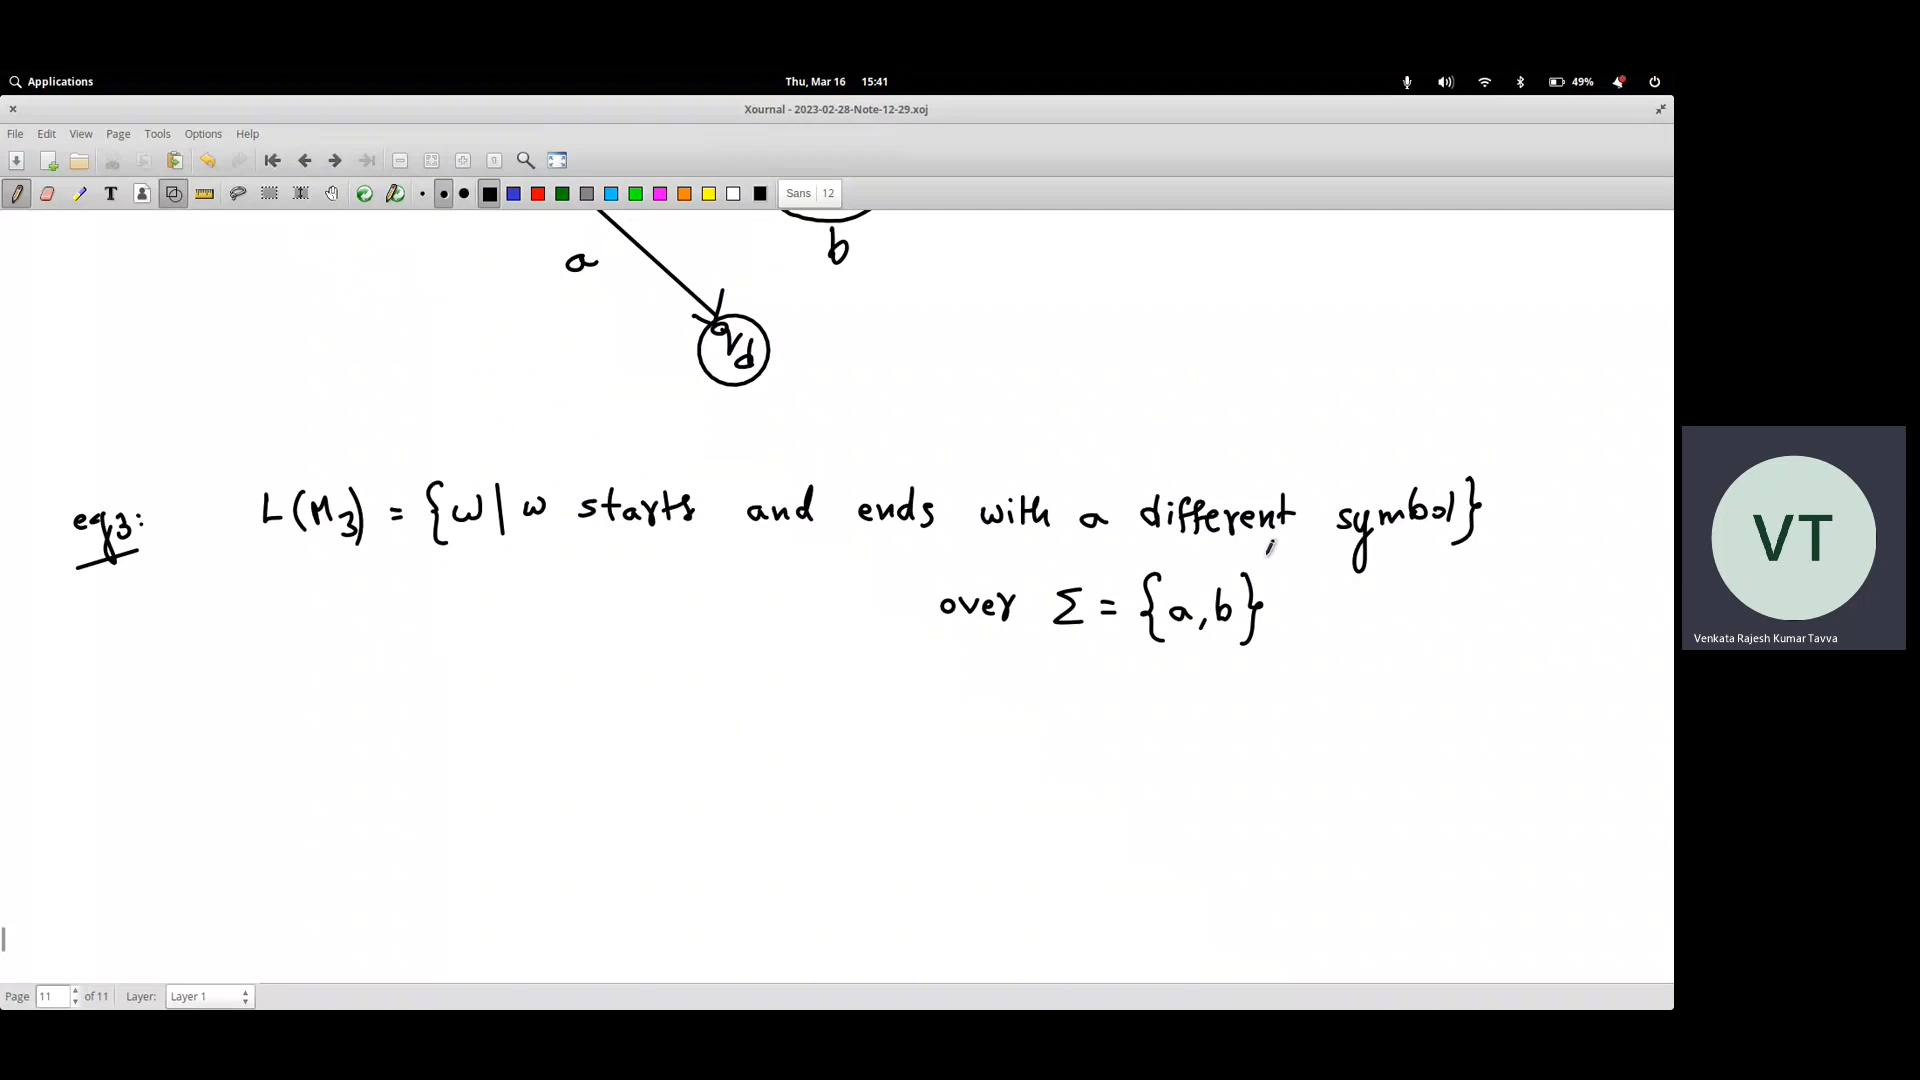 Applications
Thu, Mar 16 15:41
49%
Xournal - 2023-02-28-Note-12-29.xoj
File Edit View Page Tools Options Help
Sans 12
a
b
qd
eg3: L(M3) = {w | w starts and ends with a different symbol}
over Σ = {a, b}
VT
Venkata Rajesh Kumar Tavva
Page 11 of 11 Layer: Layer 1